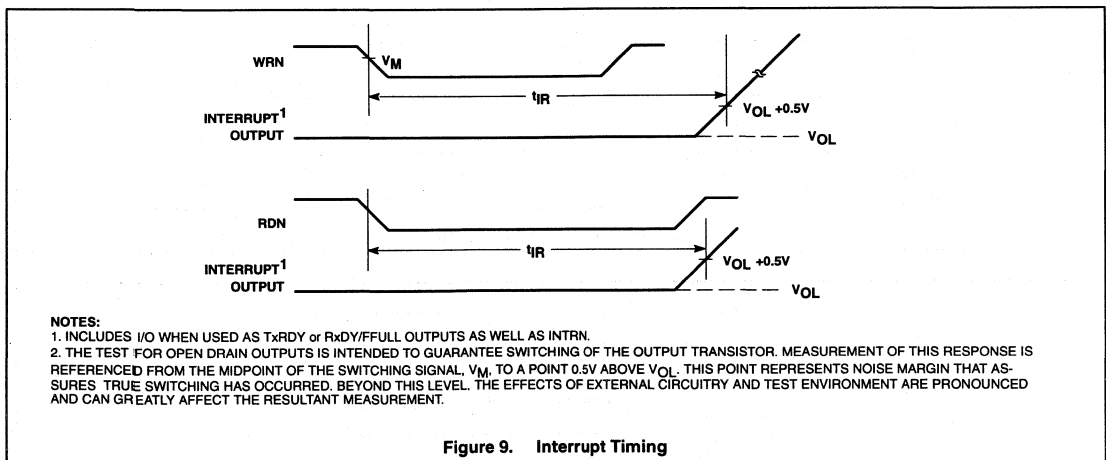 WRN
VM
tIR
VOL +0.5V
INTERRUPT1
OUTPUT
VOL
RDN
tIR
VOL +0.5V
INTERRUPT1
OUTPUT
VOL
NOTES:
1. INCLUDES I/O WHEN USED AS TxRDY or RxDY/FFULL OUTPUTS AS WELL AS INTRN.
2. THE TEST FOR OPEN DRAIN OUTPUTS IS INTENDED TO GUARANTEE SWITCHING OF THE OUTPUT TRANSISTOR. MEASUREMENT OF THIS RESPONSE IS
REFERENCED FROM THE MIDPOINT OF THE SWITCHING SIGNAL, VM, TO A POINT 0.5V ABOVE VOL. THIS POINT REPRESENTS NOISE MARGIN THAT AS-
SURES TRUE SWITCHING HAS OCCURRED. BEYOND THIS LEVEL, THE EFFECTS OF EXTERNAL CIRCUITRY AND TEST ENVIRONMENT ARE PRONOUNCED
AND CAN GREATLY AFFECT THE RESULTANT MEASUREMENT.
Figure 9. Interrupt Timing